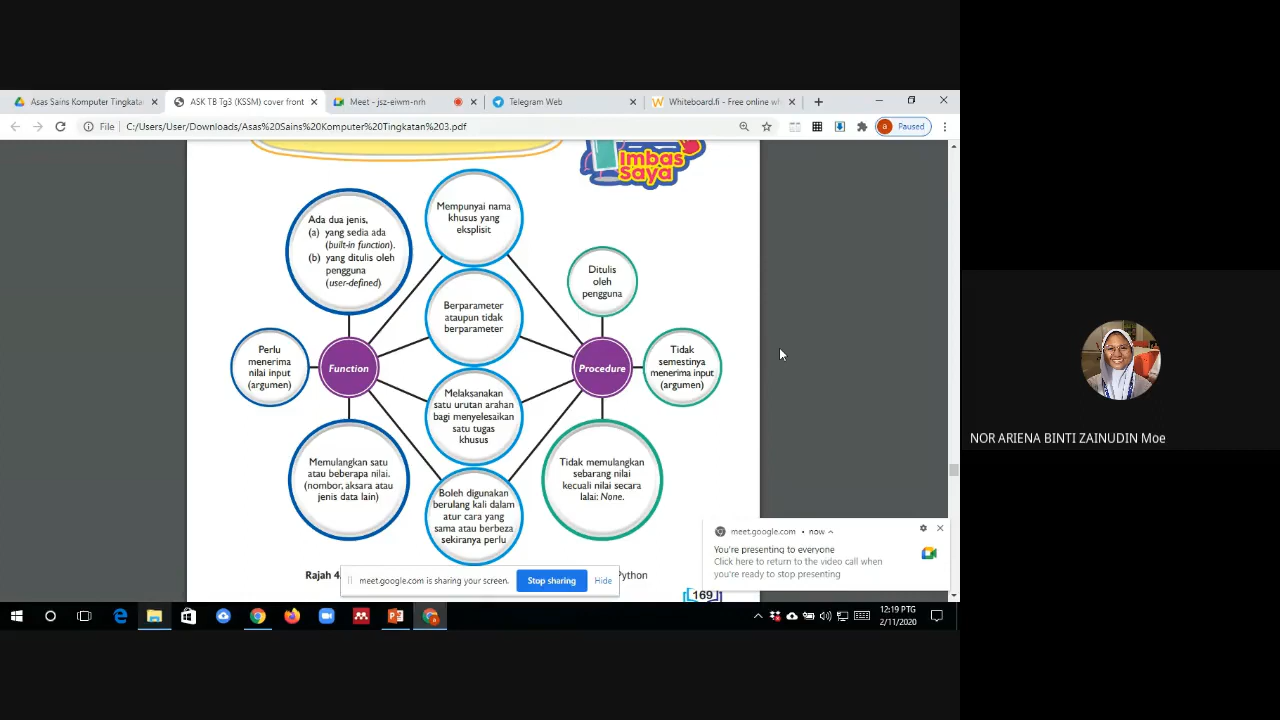 Asas Sains Komputer Tingkata
ASK TB Tg3 (KSSM) cover front
Meet - jsz-eiwm-nrh
Telegram Web
Whiteboard.fi - Free online wh
File
C:/Users/User/Downloads/Asas%20Sains%20Komputer%20Tingkatan%203.pdf
Paused
Imbas
Saya
Ada dua jenis,
(a) yang sedia ada
(built-in function).
(b) yang ditulis oleh
pengguna
(user-defined)
Mempunyai nama
khusus yang
eksplisit
Ditulis
oleh
pengguna
Berparameter
ataupun tidak
berparameter
Perlu
menerima
nilai input
(argumen)
Function
Procedure
Tidak
semestinya
menerima input
(argumen)
Melaksanakan
satu urutan arahan
bagi menyelesaikan
satu tugas
khusus
Memulangkan satu
atau beberapa nilai.
(nombor, aksara atau
jenis data lain)
Tidak memulangkan
sebarang nilai
kecuali nilai secara
lalai: None.
Boleh digunakan
berulang kali dalam
atur cara yang
sama atau berbeza
sekiranya perlu
Rajah 4
ython
169
meet.google.com is sharing your screen.
Stop sharing
Hide
meet.google.com • now
You're presenting to everyone
Click here to return to the video call when
you're ready to stop presenting
NOR ARIENA BINTI ZAINUDIN Moe
12:19 PTG
2/11/2020